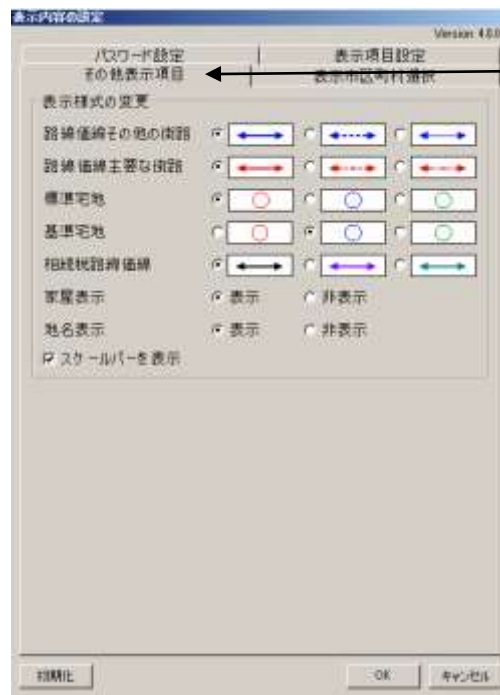 表示内容の設定
Version 4.8.0
パスワード設定
表示項目設定
その他表示項目
表示市区町村選択
表示様式の変更
路線価線その他の街路
路線価線主要な街路
標準宅地
基準宅地
相続税路線価線
家屋表示 表示 非表示
地名表示 表示 非表示
スケールバーを表示
初期化 OK キャンセル